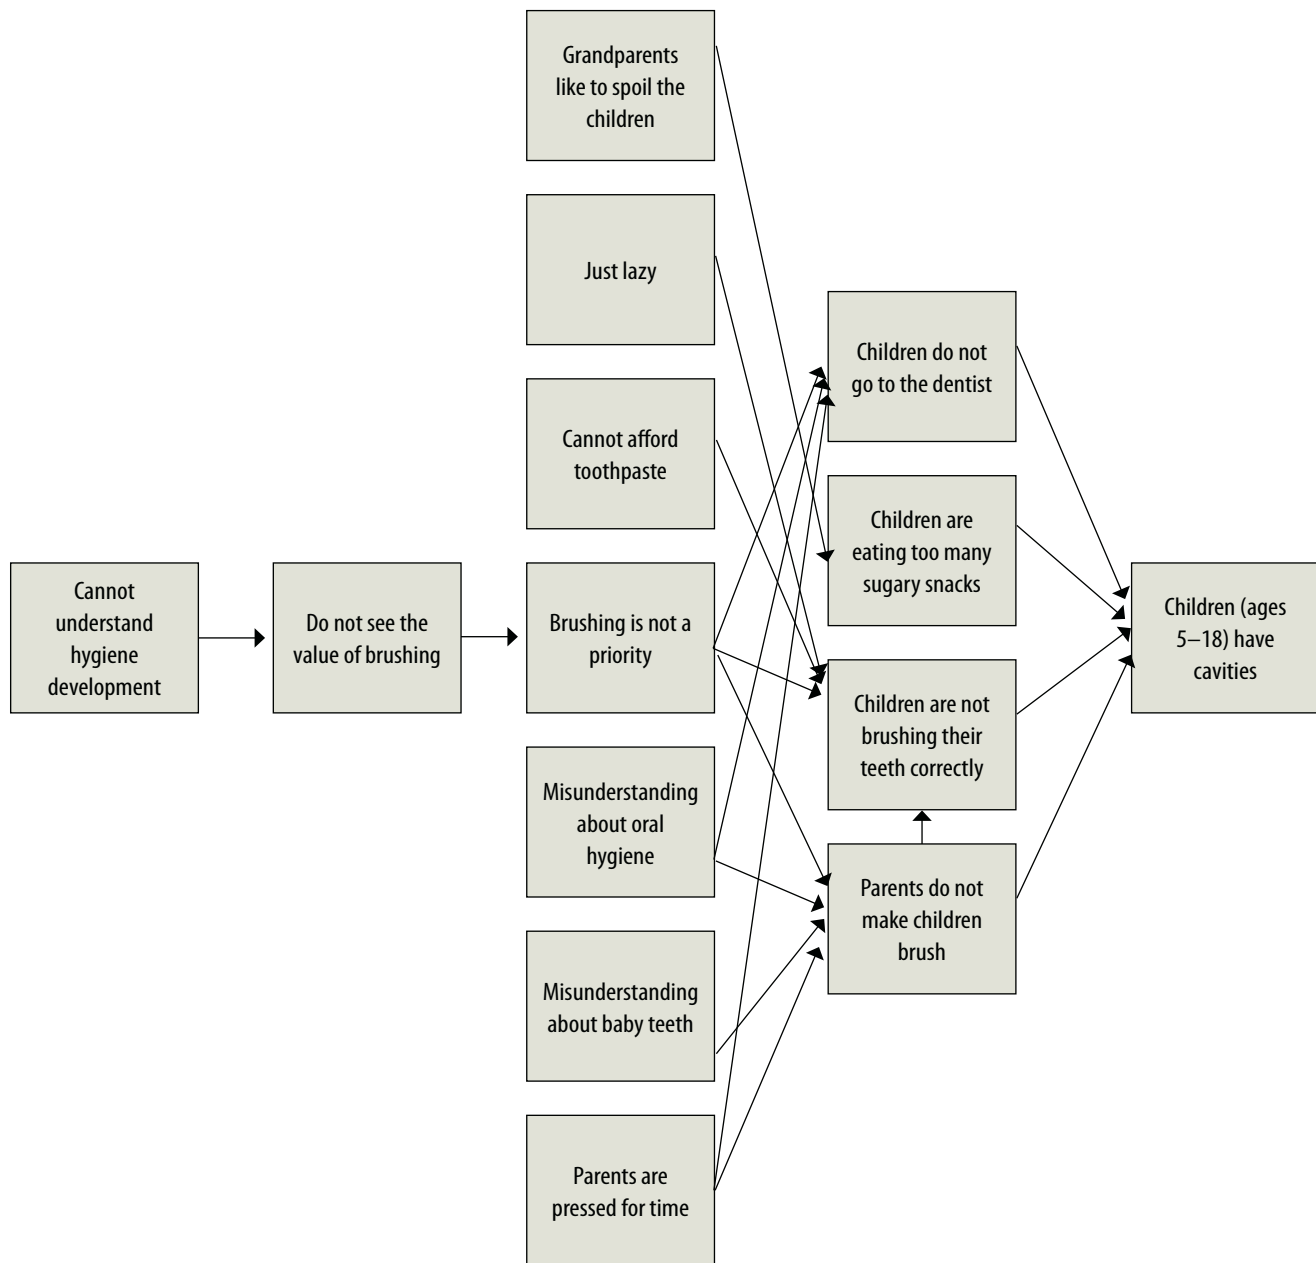 Grandparents
like to spoil the
children
Just lazy
Cannot afford
toothpaste
Cannot
understand
hygiene
development
Do not see the
value of brushing
Brushing is not a
priority
Misunderstanding
about oral
hygiene
Misunderstanding
about baby teeth
Parents are
pressed for time
Children do not
go to the dentist
Children are
eating too many
sugary snacks
Children are not
brushing their
teeth correctly
Parents do not
make children
brush
Children (ages
5–18) have
cavities